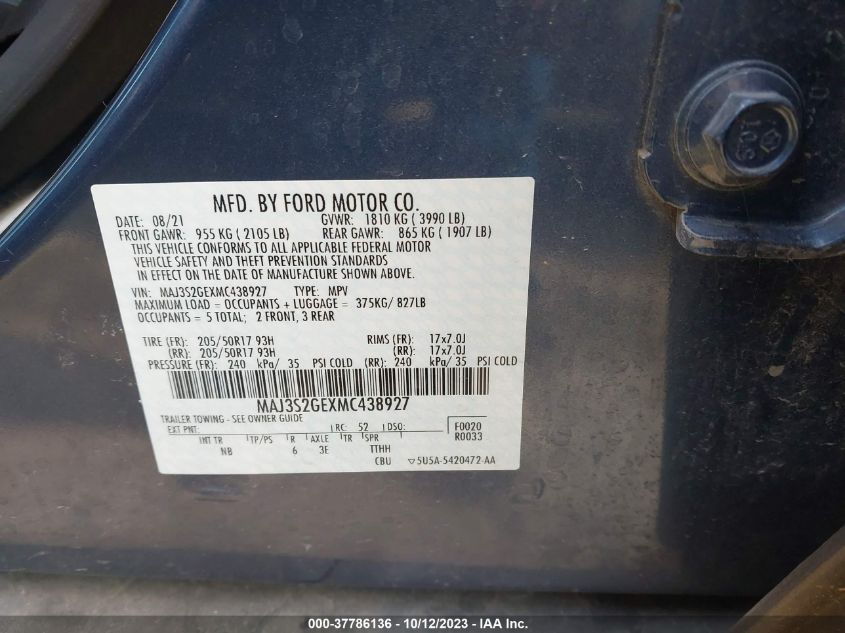 MFD. BY FORD MOTOR CO.
DATE: 08/21 GVWR: 1810 KG ( 3990 LB)
FRONT GAWR: 955 KG ( 2105 LB) REAR GAWR: 865 KG ( 1907 LB)
THIS VEHICLE CONFORMS TO ALL APPLICABLE FEDERAL MOTOR
VEHICLE SAFETY AND THEFT PREVENTION STANDARDS
IN EFFECT ON THE DATE OF MANUFACTURE SHOWN ABOVE.
VIN: MAJ3S2GEXMC438927 TYPE: MPV
MAXIMUM LOAD = OCCUPANTS + LUGGAGE = 375KG/ 827LB
OCCUPANTS = 5 TOTAL; 2 FRONT, 3 REAR
TIRE (FR): 205/50R17 93H RIMS (FR): 17x7.0J
(RR): 205/50R17 93H (RR): 17x7.0J
PRESSURE (FR): 240 kPa/ 35 PSI COLD (RR): 240 kPa/ 35 PSI COLD
MAJ3S2GEXMC438927
TRAILER TOWING - SEE OWNER GUIDE
EXT PNT: RC: 52 DSO: F0020
R0033
INT TR TP/PS R AXLE TR SPR
NB 6 3E TTHH
CBU 5U5A-5420472-AA
000-37786136 - 10/12/2023 - IAA Inc.